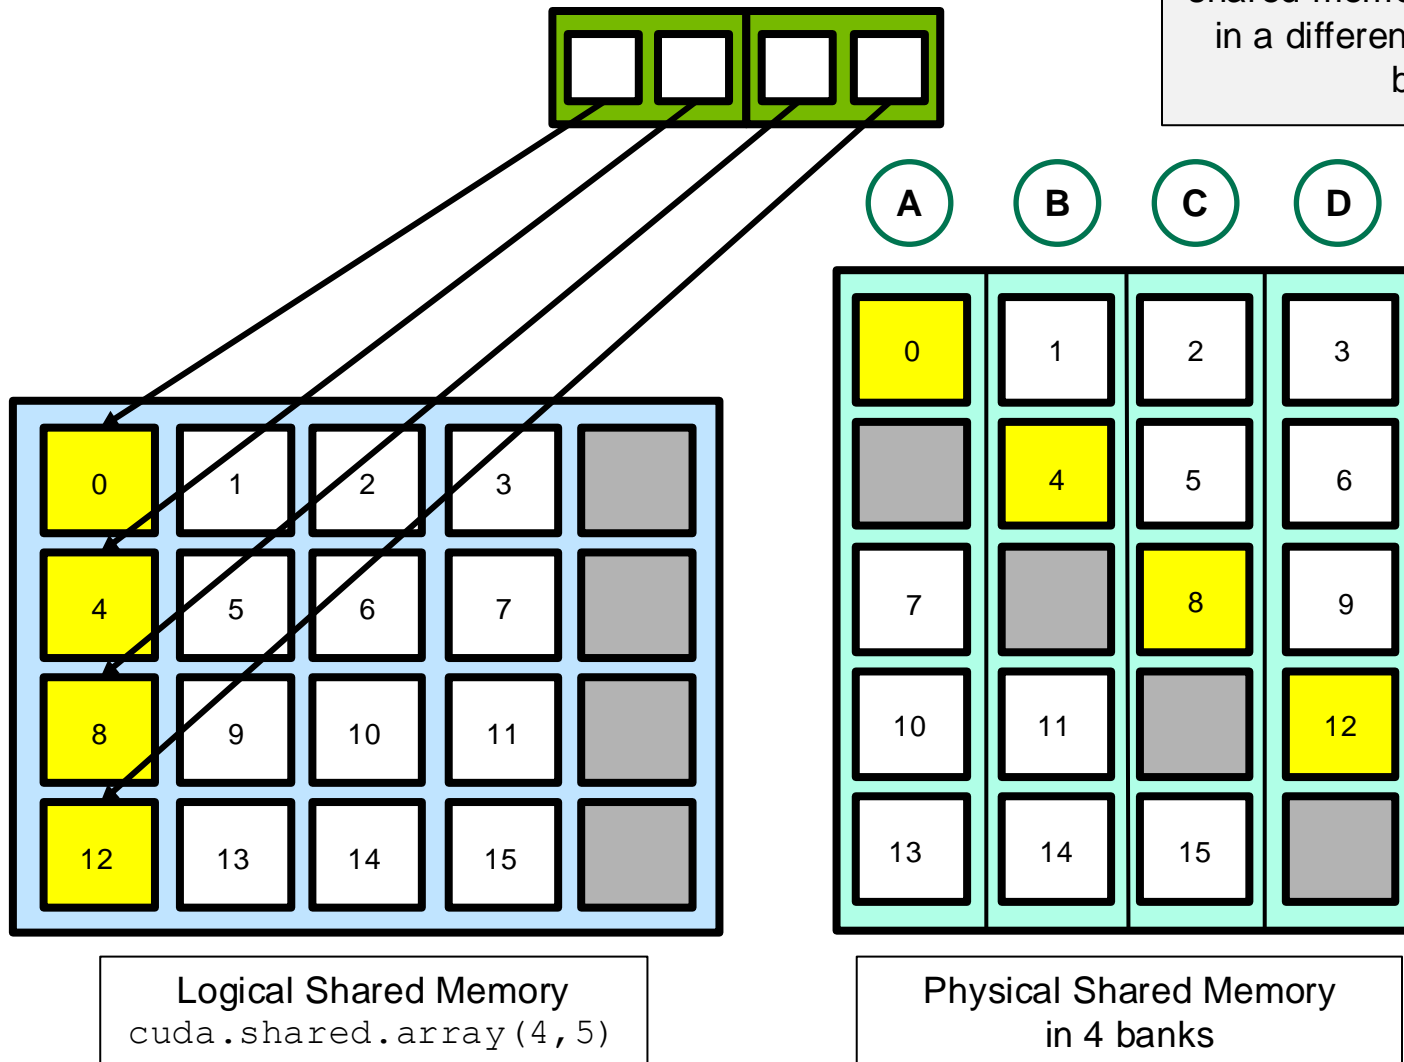 in a different
A B C D
0 1 2 3
4 5 6 7
8 9 10 11
12 13 14 15
Logical Shared Memory
cuda.shared.array(4,5)
0 1 2 3
4 5 6
7 8 9
10 11 12
13 14 15
Physical Shared Memory
in 4 banks